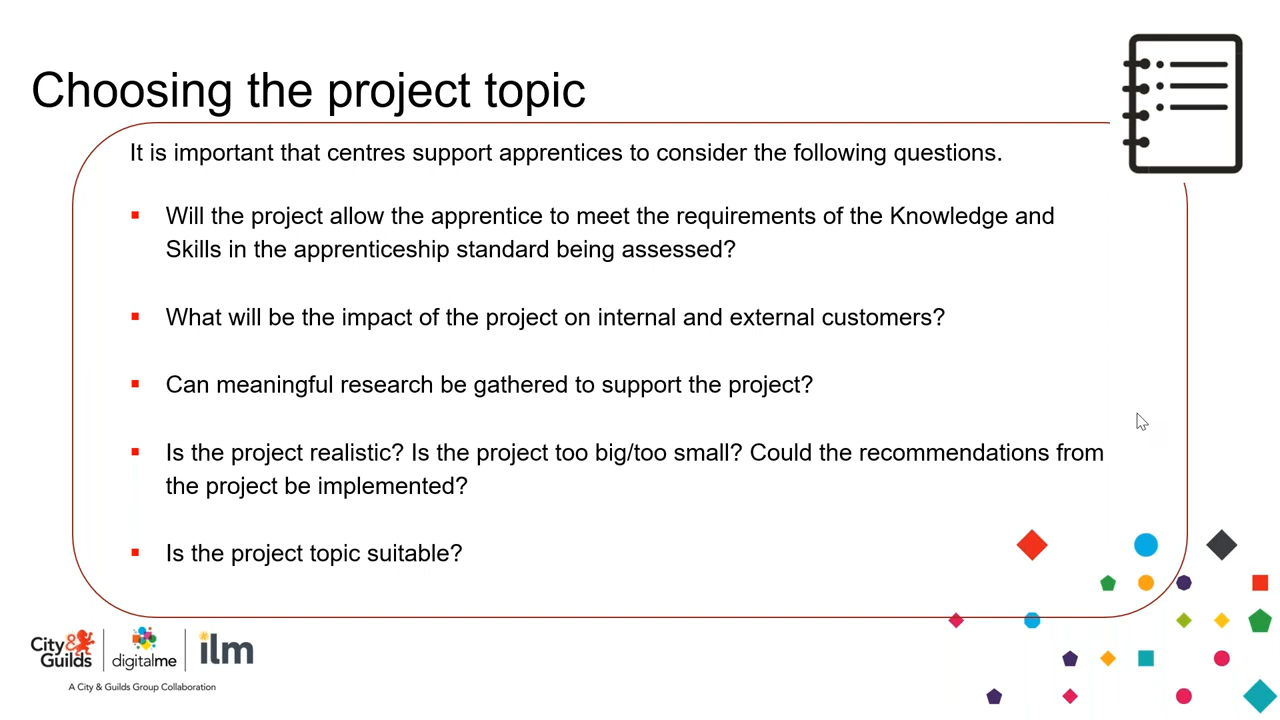 Choosing the project topic
It is important that centres support apprentices to consider the following questions.
Will the project allow the apprentice to meet the requirements of the Knowledge and
Skills in the apprenticeship standard being assessed?
What will be the impact of the project on internal and external customers?
Can meaningful research be gathered to support the project?
Is the project realistic? Is the project too big/too small? Could the recommendations from
the project be implemented?
Is the project topic suitable?
City&
Guilds
digitalme
ilm
A City & Guilds Group Collaboration